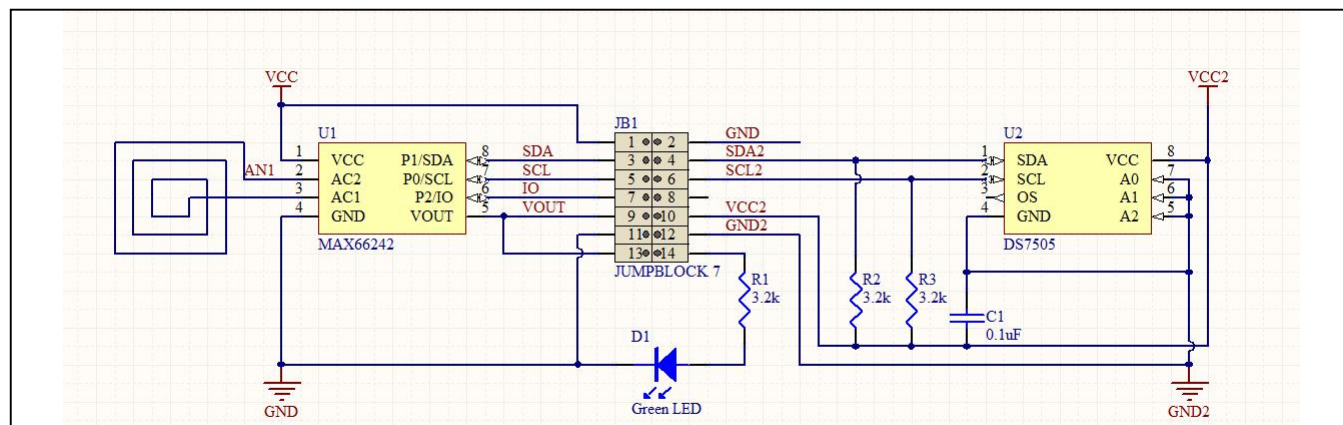 VCC
VCC2
U1
1 VCC P1/SDA 8 SDA
2 AC2 P0/SCL 7 SCL
3 AC1 P2/IO 6 IO
4 GND VOUT 5 VOUT
AN1
MAX66242
JB1
1 2 GND
3 4 SDA2
5 6 SCL2
7 8
9 10 VCC2
11 12 GND2
13 14
JUMPBLOCK 7
U2
1 SDA VCC 8
2 SCL A0 7
3 OS A1 6
4 GND A2 5
DS7505
R1
3.2k
R2
3.2k
R3
3.2k
C1
0.1uF
D1
Green LED
GND
GND2